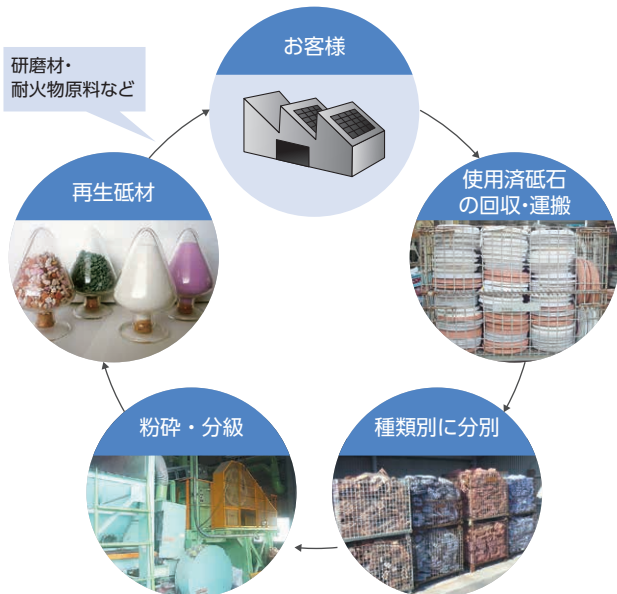 お客様
研磨材・
耐火物原料など
使用済砥石
の回収・運搬
再生砥材
粉砕・分級
種類別に分別